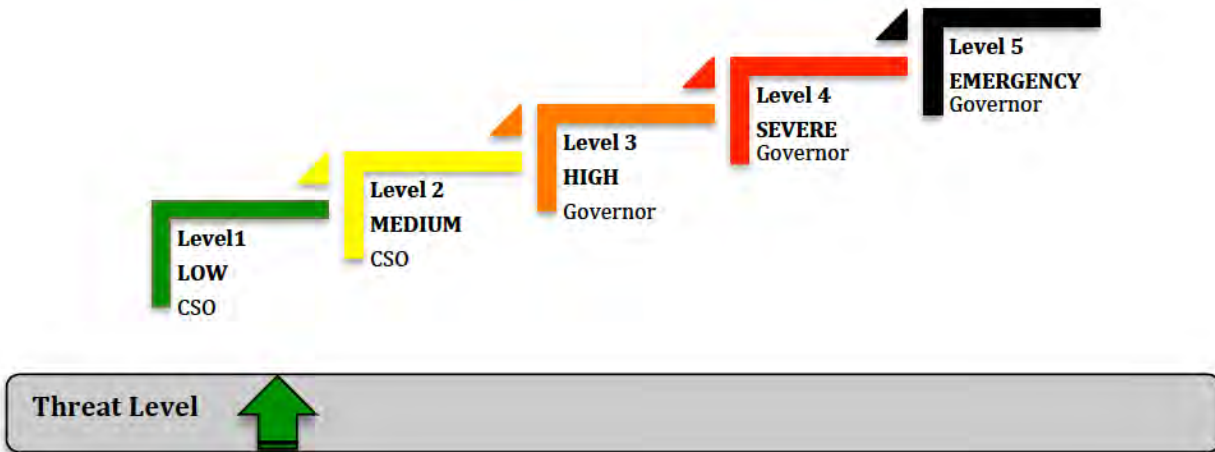 Level1
LOW
CSO
Level 2
MEDIUM
CSO
Level 3
HIGH
Governor
Level 4
SEVERE
Governor
Level 5
EMERGENCY
Governor
Threat Level